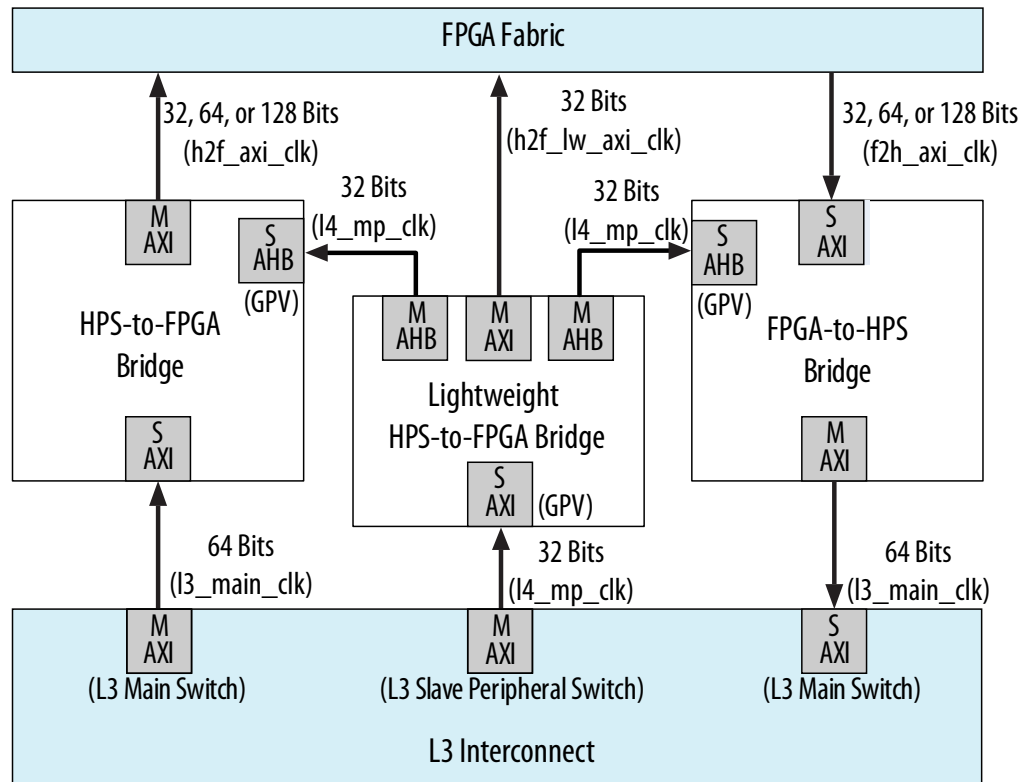 FPGA Fabric
32, 64, or 128 Bits
(h2f_axi_clk)
32 Bits
(h2f_lw_axi_clk)
32, 64, or 128 Bits
(f2h_axi_clk)
32 Bits
(l4_mp_clk)
32 Bits
(l4_mp_clk)
M
AXI
S
AHB
(GPV)
HPS-to-FPGA
Bridge
S
AXI
M
AHB
M
AXI
M
AHB
Lightweight
HPS-to-FPGA Bridge
S
AXI
(GPV)
S
AHB
(GPV)
S
AXI
FPGA-to-HPS
Bridge
M
AXI
64 Bits
(l3_main_clk)
32 Bits
(l4_mp_clk)
64 Bits
(l3_main_clk)
M
AXI
(L3 Main Switch)
M
AXI
(L3 Slave Peripheral Switch)
S
AXI
(L3 Main Switch)
L3 Interconnect